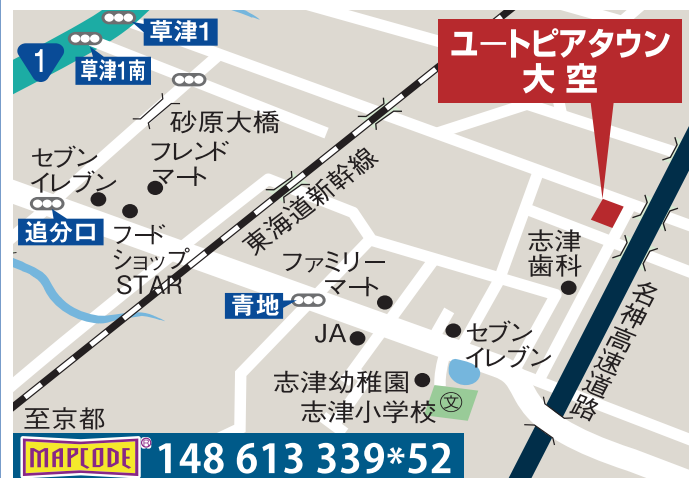 草津1
1
草津1南
ユートピアタウン
大空
砂原大橋
セブン
イレブン
フレンド
マート
東海道新幹線
追分口
フード
ショップ
STAR
志津
歯科
ファミリー
マート
青地
名神高速道路
JA
セブン
イレブン
志津幼稚園
志津小学校
文
至京都
MAPCODE® 148 613 339*52